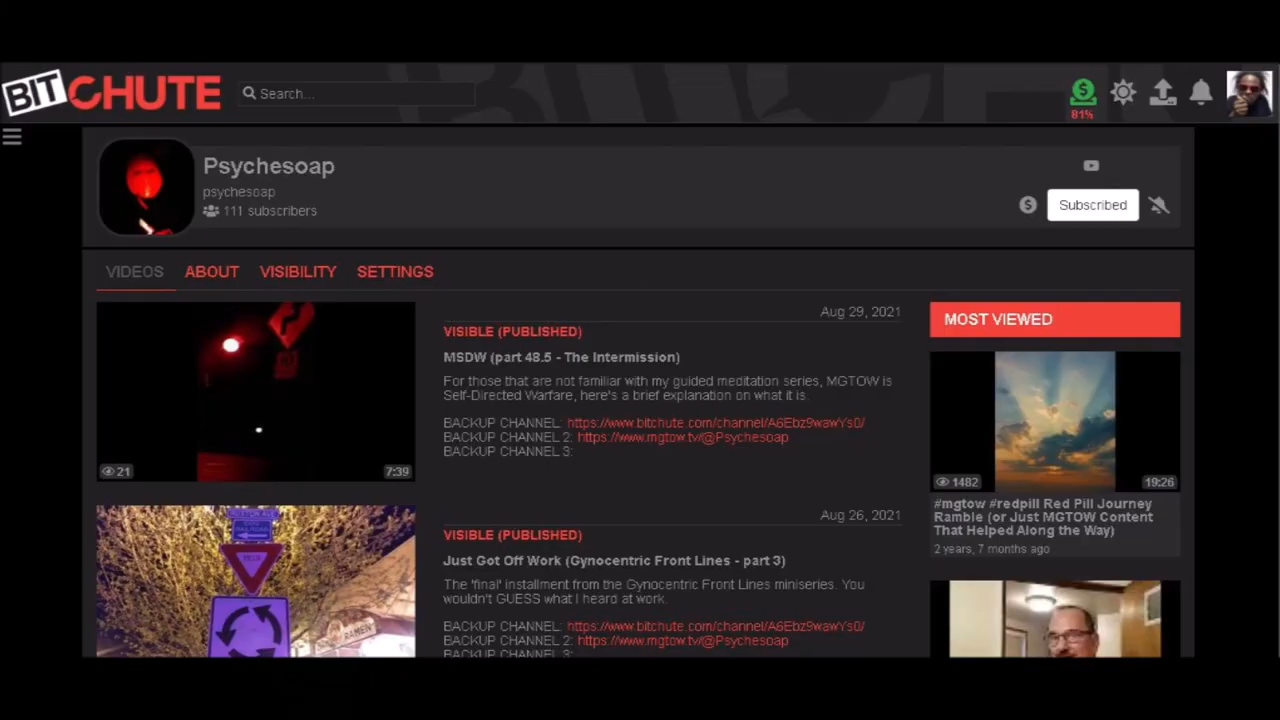 BITCHUTE
Search...
81%
Psychesoap
psychesoap
111 subscribers
Subscribed
VIDEOS ABOUT VISIBILITY SETTINGS
21
7:39
Aug 29, 2021
VISIBLE (PUBLISHED)
MSDW (part 48.5 - The Intermission)
For those that are not familiar with my guided meditation series, MGTOW is
Self-Directed Warfare, here's a brief explanation on what it is.
BACKUP CHANNEL: https://www.bitchute.com/channel/A6Ebz9wawYs0/
BACKUP CHANNEL 2: https://www.mgtow.tv/@Psychesoap
BACKUP CHANNEL 3:
Aug 26, 2021
VISIBLE (PUBLISHED)
Just Got Off Work (Gynocentric Front Lines - part 3)
The 'final' installment from the Gynocentric Front Lines miniseries. You
wouldn't GUESS what I heard at work.
BACKUP CHANNEL: https://www.bitchute.com/channel/A6Ebz9wawYs0/
BACKUP CHANNEL 2: https://www.mgtow.tv/@Psychesoap
BACKUP CHANNEL 3:
RAMEN
MOST VIEWED
1482
19:26
#mgtow #redpill Red Pill Journey
Ramble (or Just MGTOW Content
That Helped Along the Way)
2 years, 7 months ago